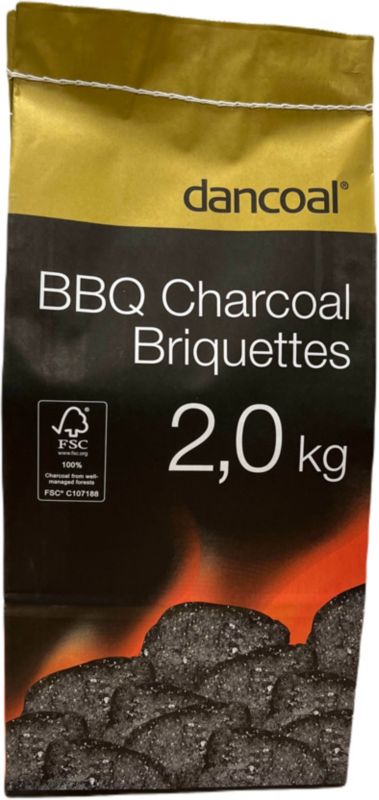 dancoal®
BBQ Charcoal
Briquettes
2,0 kg
FSC
www.fsc.org
100%
Charcoal from well-
managed forests
FSC® C107188